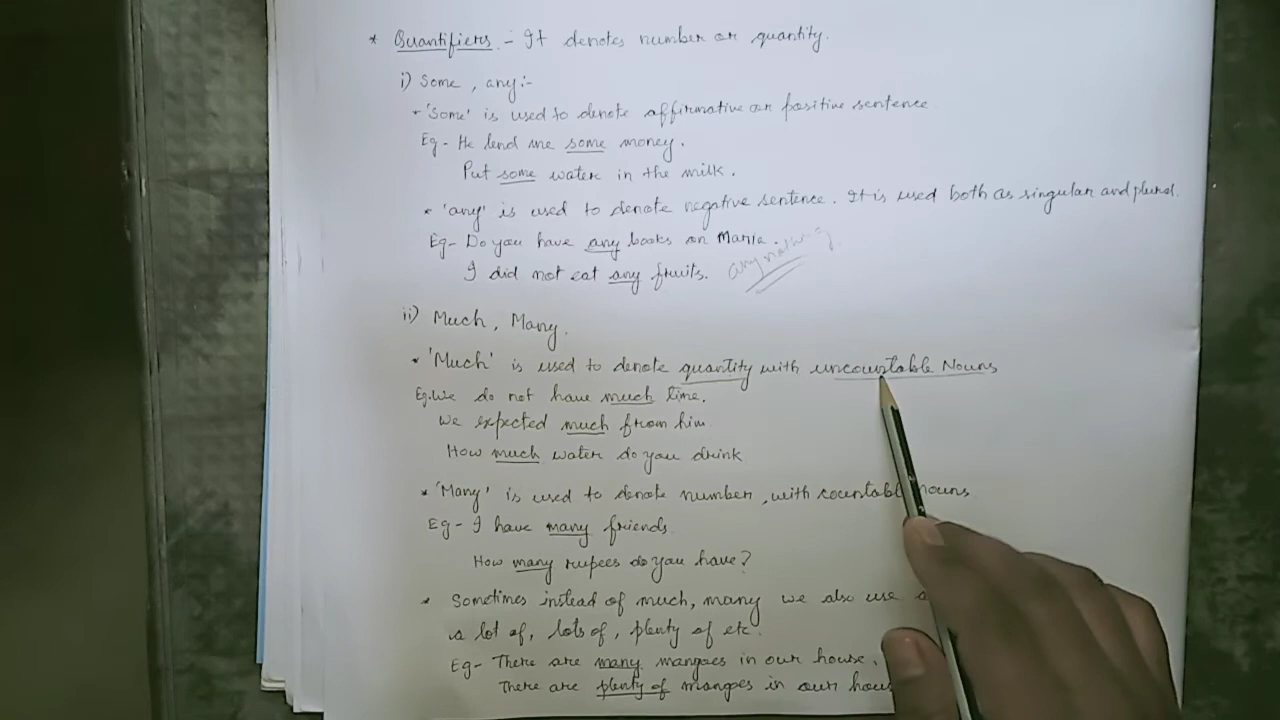 * Quantifiers - It denotes number or quantity.
i) Some, any:-
* 'Some' is used to denote affirmative or positive sentence
Eg- He lend me some money.
Put some water in the milk.
* 'any' is used to denote negative sentence. It is used both as singular and plural.
Eg- Do you have any books on Maria.
I did not eat any fruits.
ii) Much, Many.
* 'Much' is used to denote quantity with uncountable Nouns
Eg. We do not have much time.
We expected much from him.
How much water do you drink
* 'Many' is used to denote number, with countable nouns
Eg- I have many friends.
How many rupees do you have?
* Sometimes instead of much, many we also use
a lot of, lots of, plenty of etc.
Eg- There are many mangoes in our house.
There are plenty of mangoes in our hous